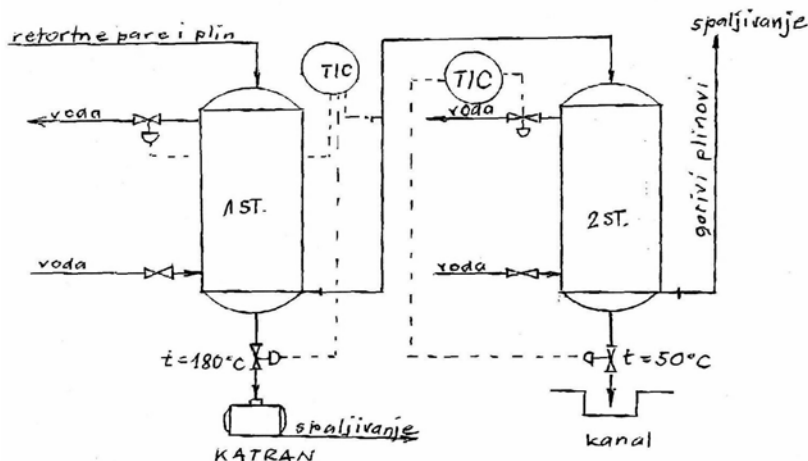 spaljivanje
retortne pare i plin
TIC
TIC
voda
voda
1 ST.
2 ST.
gorivi plinovi
voda
voda
t=180°C
t=50°C
spaljivanje
KATRAN
kanal